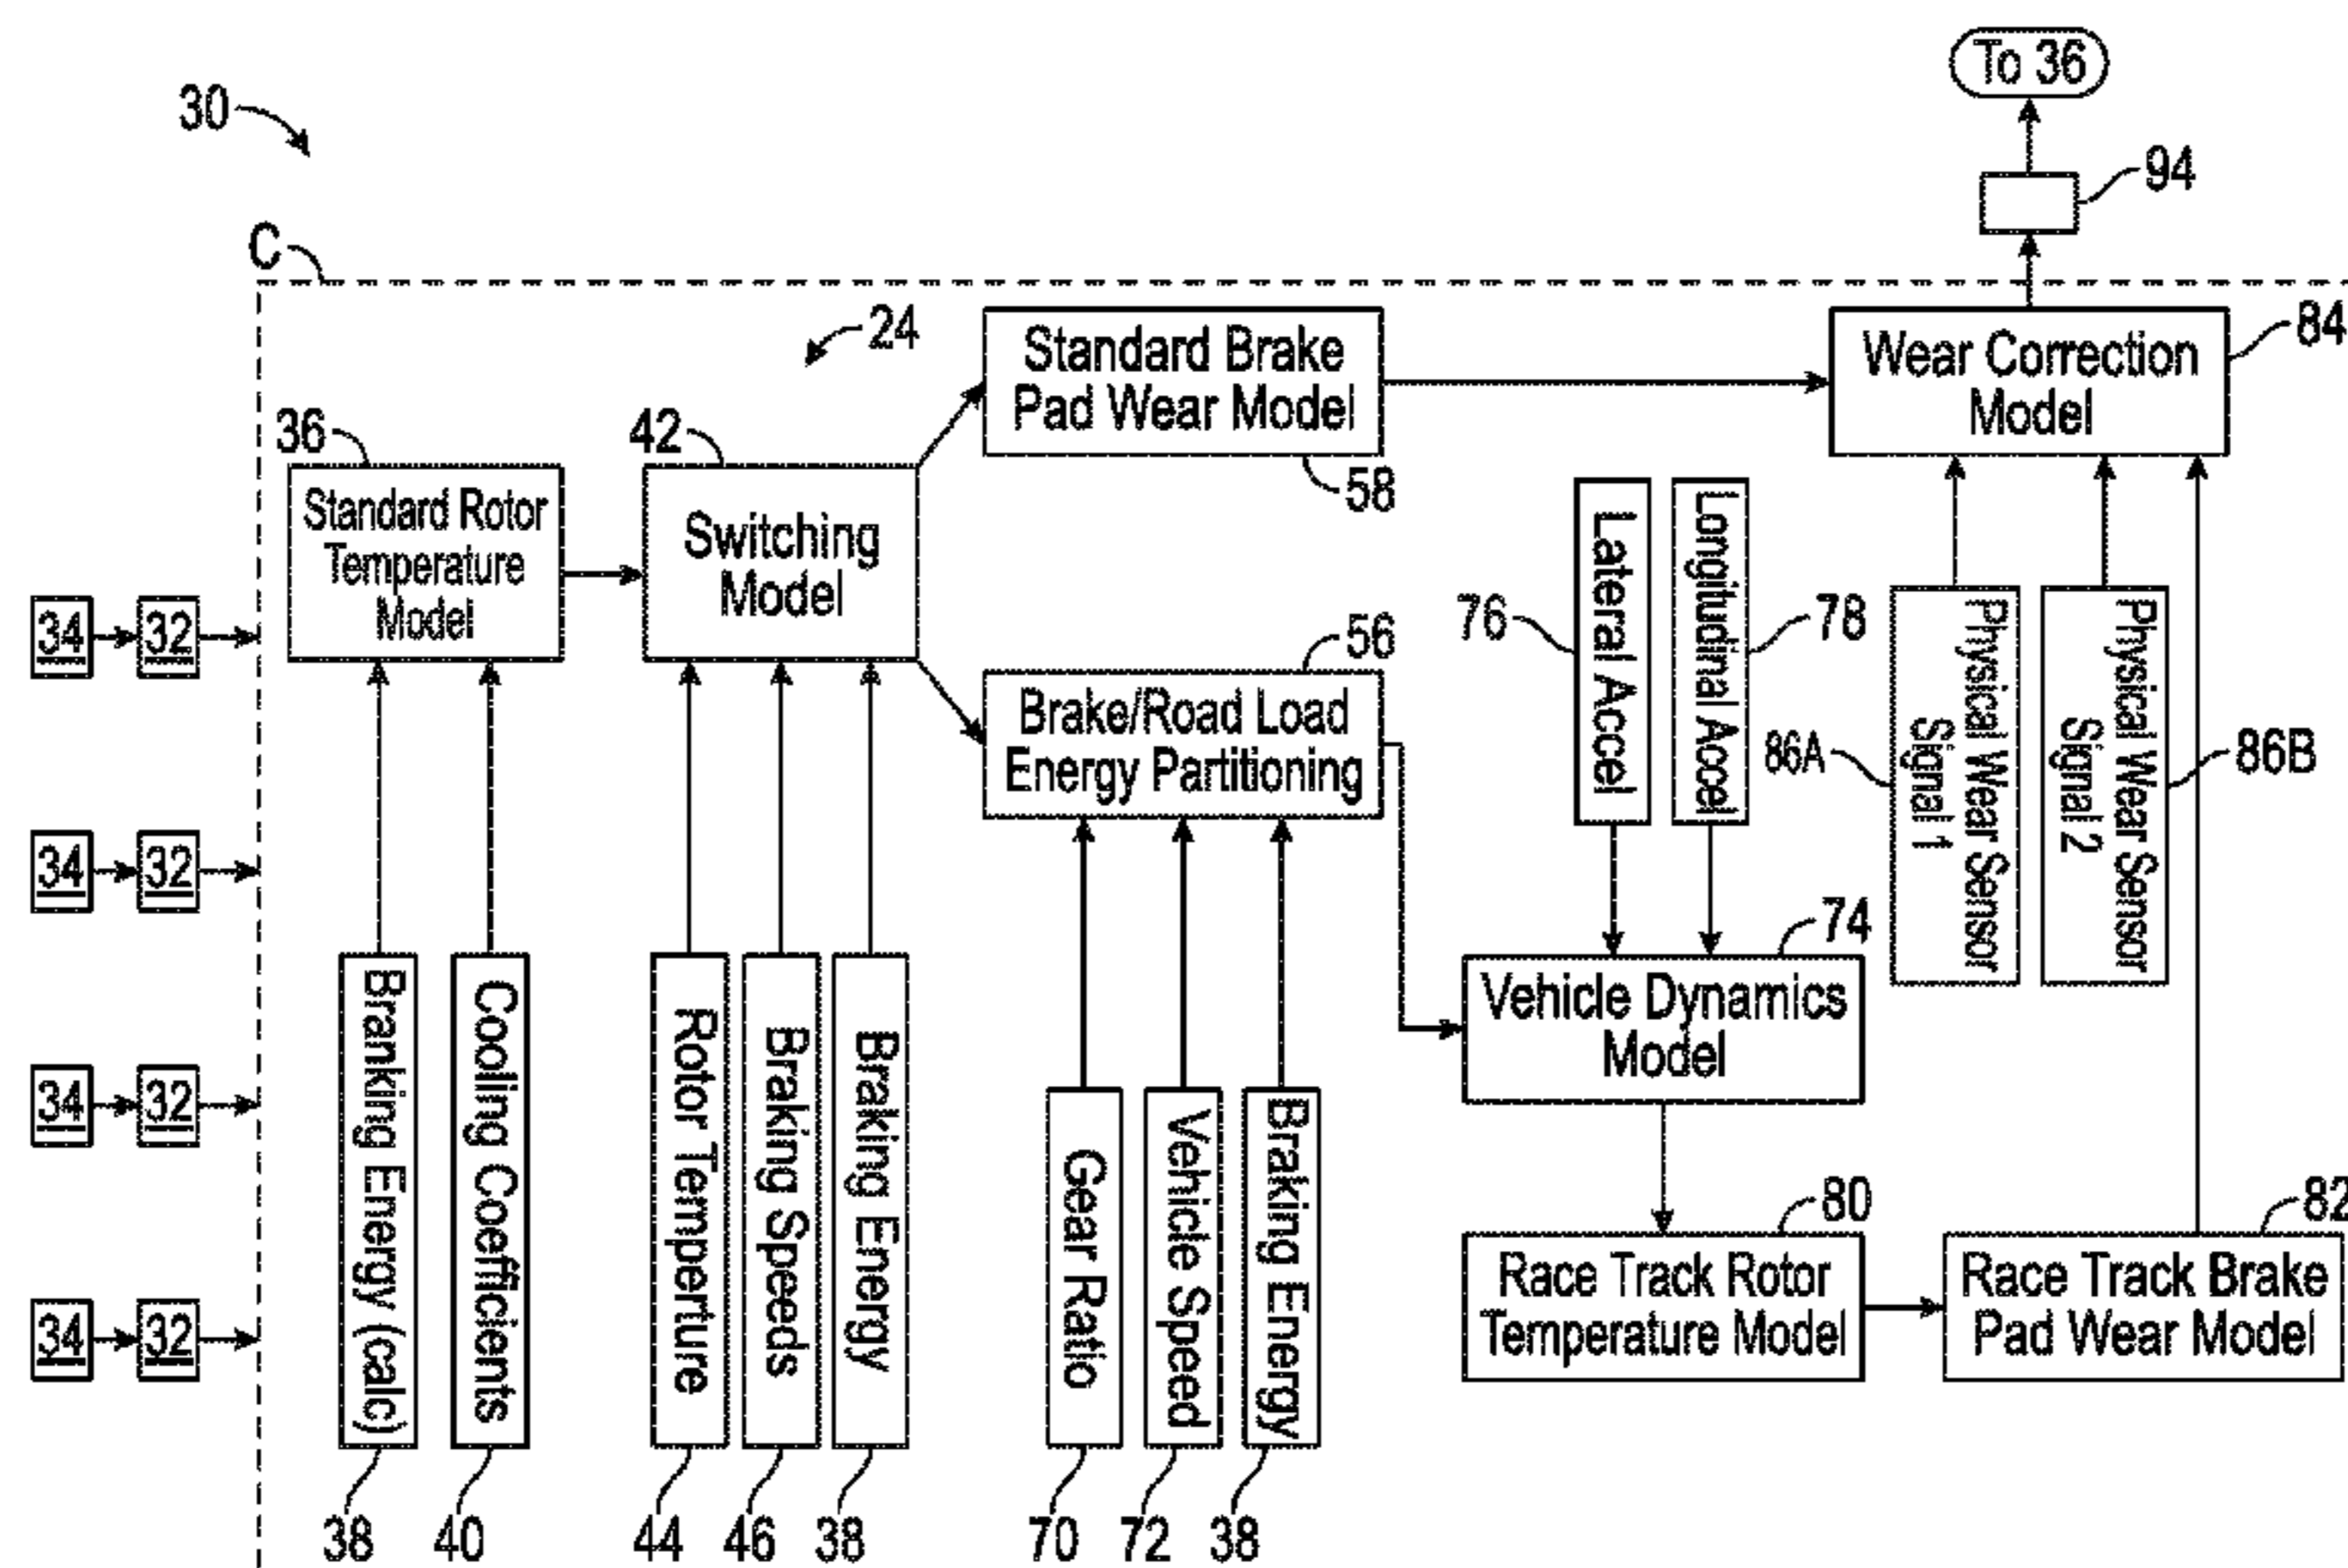 To 36
30
94
C
24
Standard Brake
Pad Wear Model
58
Wear Correction
Model
84
36
Standard Rotor
Temperature
Model
42
Switching
Model
34
32
34
32
34
32
34
32
56
Brake/Road Load
Energy Partitioning
76
Lateral Accel
Longitudinal Accel
78
86A
Physical Wear Sensor
Signal 1
Physical Wear Sensor
Signal 2
86B
74
Vehicle Dynamics
Model
Branking Energy (calc)
Cooling Coefficients
Rotor Temperture
Braking Speeds
Braking Energy
Gear Ratio
Vehicle Speed
Braking Energy
80
Race Track Rotor
Temperature Model
82
Race Track Brake
Pad Wear Model
38
40
44
46
38
70
72
38